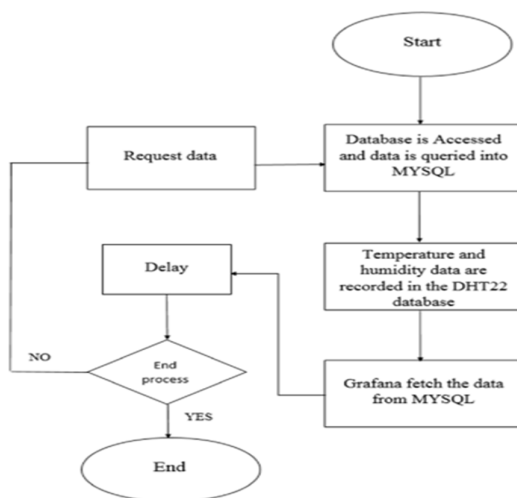 Start
Request data
Database is Accessed
and data is queried into
MYSQL
Temperature and
humidity data are
recorded in the DHT22
database
Delay
Grafana fetch the data
from MYSQL
End
process
NO
YES
End